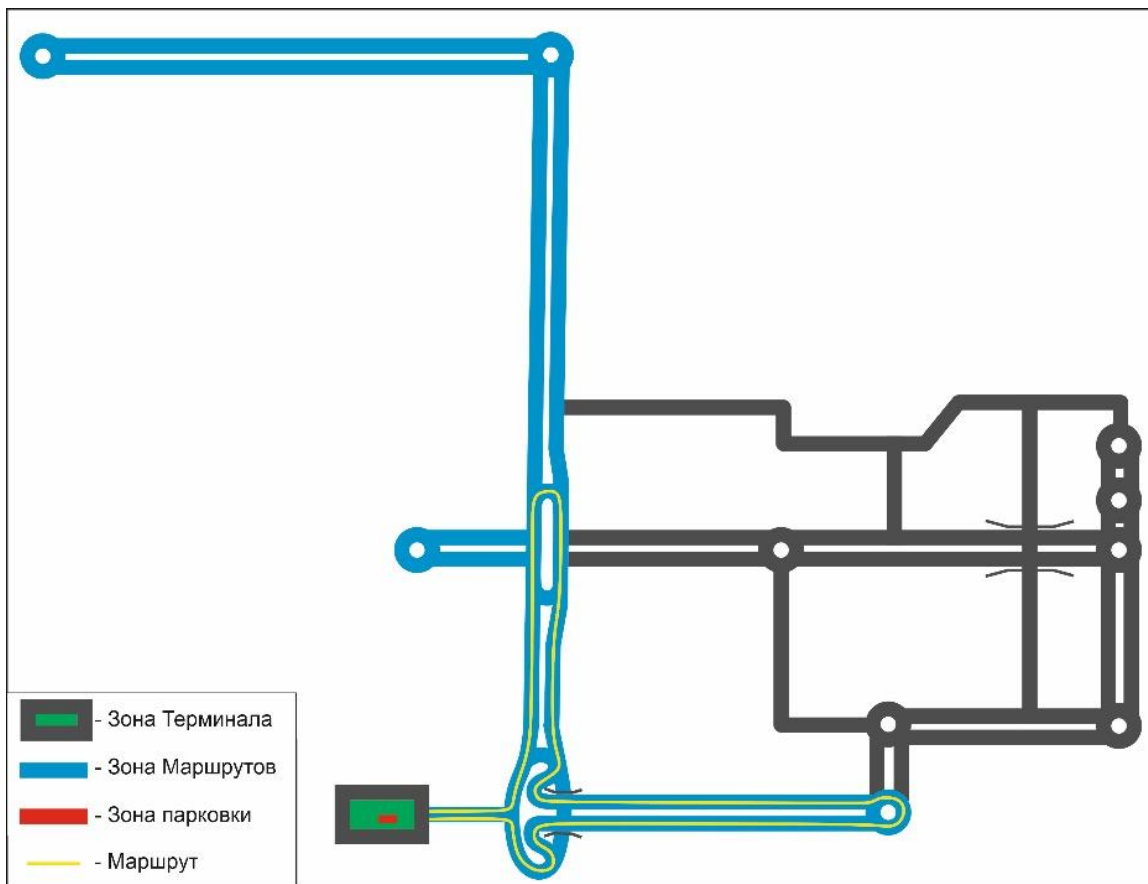 - Зона Терминала
- Зона Маршрутов
- Зона парковки
- Маршрут